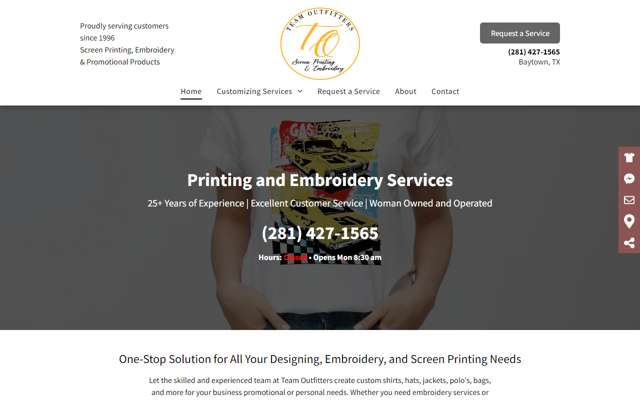 Proudly serving customers
since 1996
Screen Printing, Embroidery
& Promotional Products
TEAM OUTFITTERS
TO
Screen Printing
& Embroidery
Request a Service
(281) 427-1565
Baytown, TX
Home
Customizing Services
Request a Service
About
Contact
GAS
Printing and Embroidery Services
25+ Years of Experience | Excellent Customer Service | Woman Owned and Operated
(281) 427-1565
Hours: Closed • Opens Mon 8:30 am
One-Stop Solution for All Your Designing, Embroidery, and Screen Printing Needs
Let the skilled and experienced team at Team Outfitters create custom shirts, hats, jackets, polo's, bags,
and more for your business promotional or personal needs. Whether you need embroidery services or